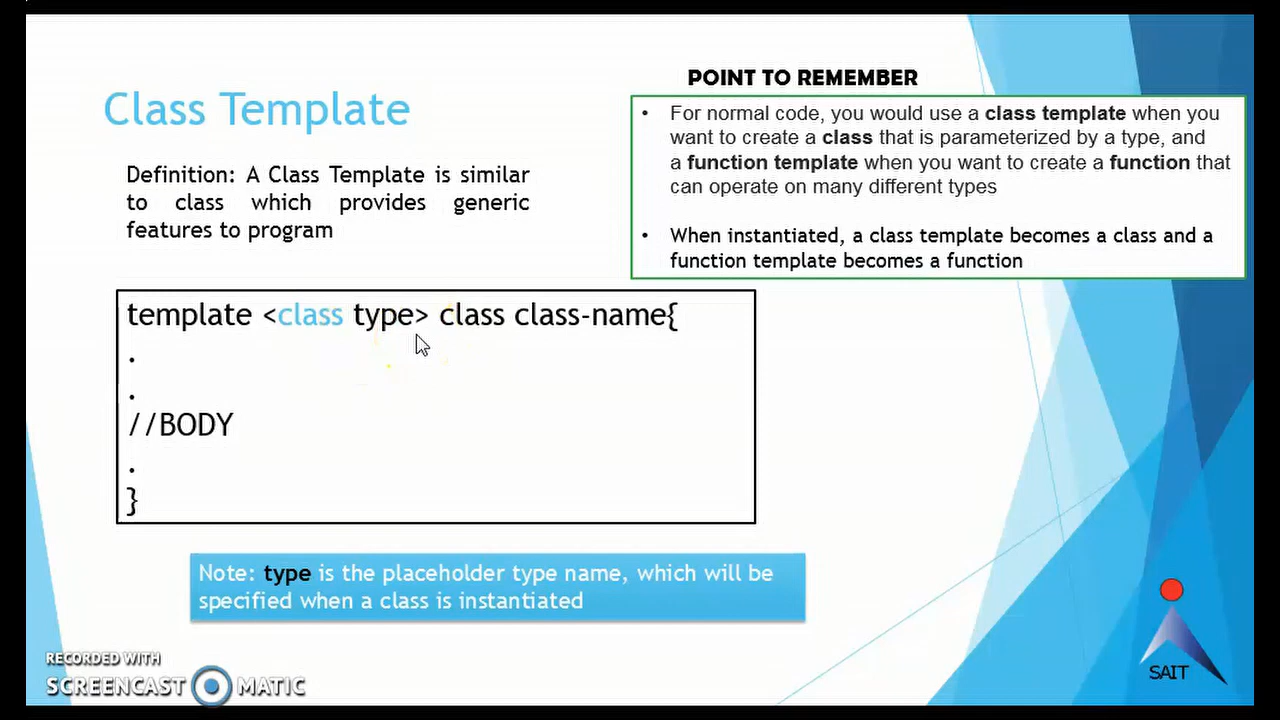 Class Template
Definition: A Class Template is similar
to class which provides generic
features to program
POINT TO REMEMBER
• For normal code, you would use a class template when you
want to create a class that is parameterized by a type, and
a function template when you want to create a function that
can operate on many different types
• When instantiated, a class template becomes a class and a
function template becomes a function
template <class type> class class-name{
.
.
//BODY
.
}
Note: type is the placeholder type name, which will be
specified when a class is instantiated
RECORDED WITH
SCREENCAST MATIC
SAIT